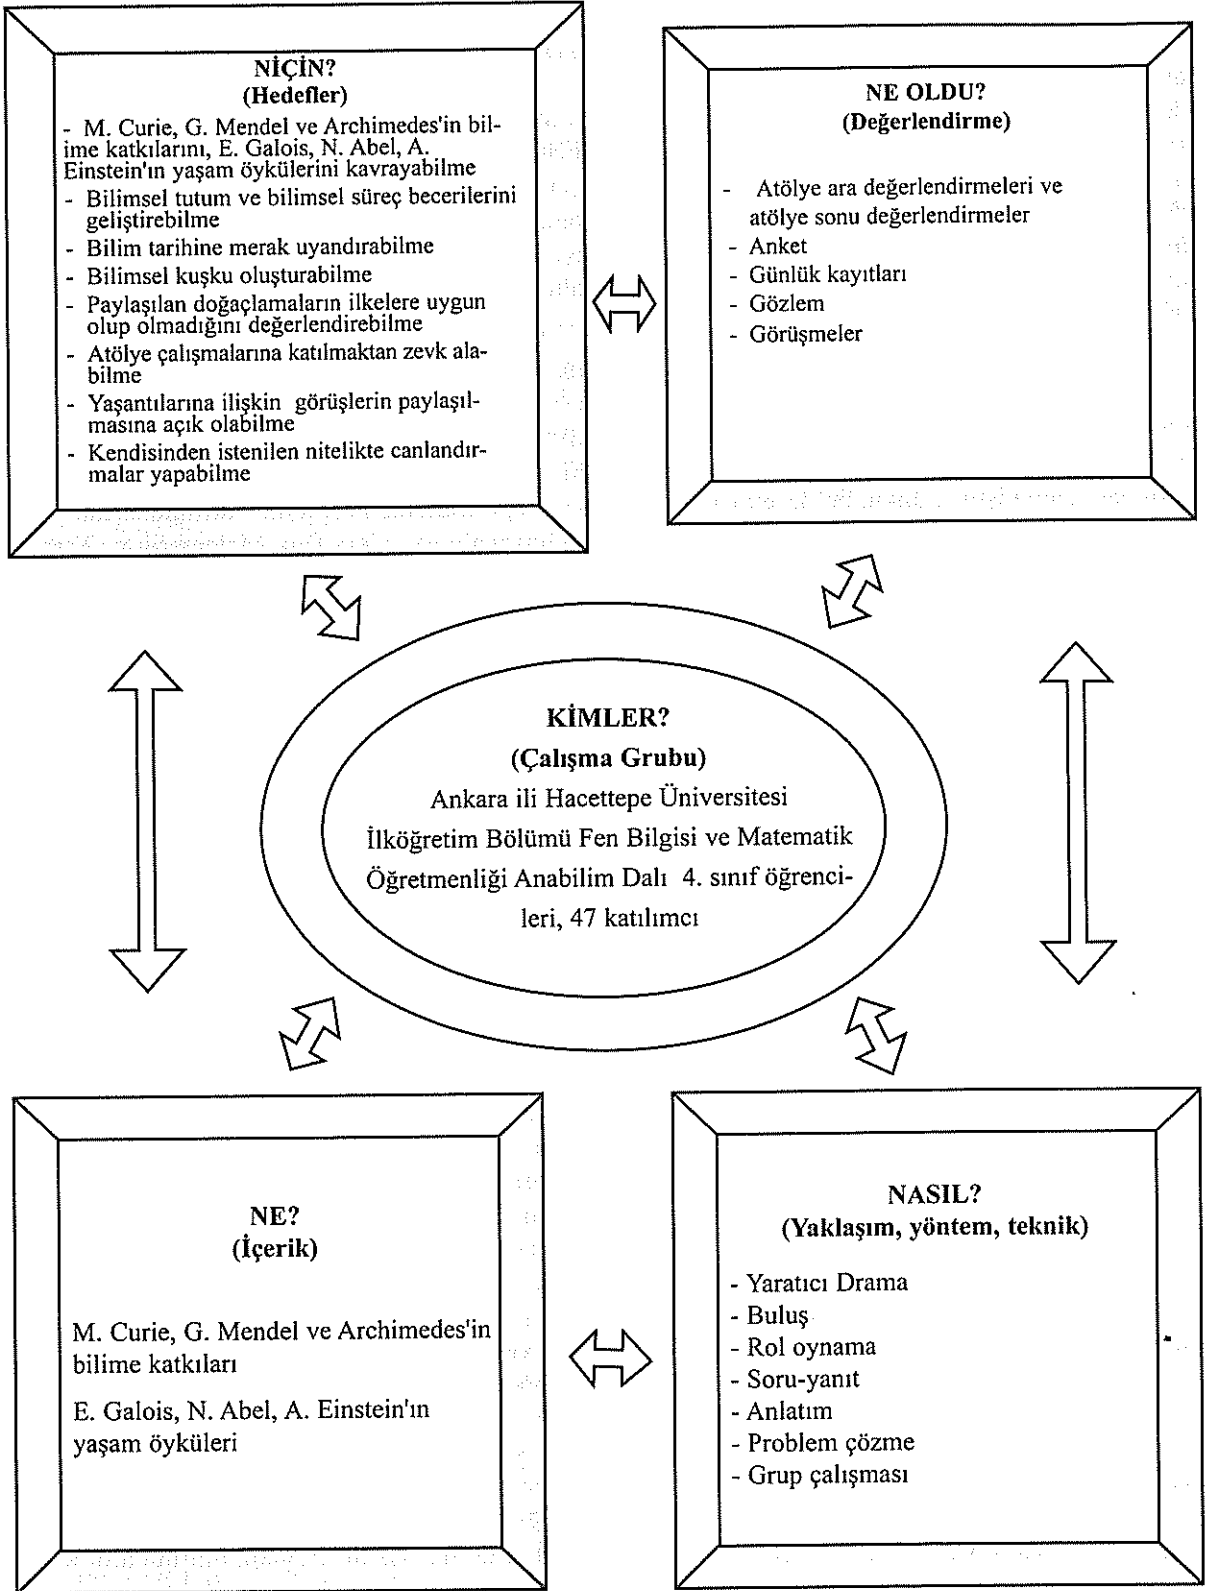 NİÇİN?
(Hedefler)
- M. Curie, G. Mendel ve Archimedes'in bil-
ime katkılarını, E. Galois, N. Abel, A.
Einstein'ın yaşam öykülerini kavrayabilme
- Bilimsel tutum ve bilimsel süreç becerilerini
geliştirebilme
- Bilim tarihine merak uyandırabilme
- Bilimsel kuşku oluşturabilme
- Paylaşılan doğaçlamaların ilkelere uygun
olup olmadığını değerlendirebilme
- Atölye çalışmalarına katılmaktan zevk ala-
bilme
- Yaşantılarına ilişkin görüşlerin paylaşıl-
masına açık olabilme
- Kendisinden istenilen nitelikte canlandır-
malar yapabilme
NE OLDU?
(Değerlendirme)
- Atölye ara değerlendirmeleri ve
atölye sonu değerlendirmeler
- Anket
- Günlük kayıtları
- Gözlem
- Görüşmeler
KİMLER?
(Çalışma Grubu)
Ankara ili Hacettepe Üniversitesi
İlköğretim Bölümü Fen Bilgisi ve Matematik
Öğretmenliği Anabilim Dalı 4. sınıf öğrenci-
leri, 47 katılımcı
NE?
(İçerik)
M. Curie, G. Mendel ve Archimedes'in
bilime katkıları
E. Galois, N. Abel, A. Einstein'ın
yaşam öyküleri
NASIL?
(Yaklaşım, yöntem, teknik)
- Yaratıcı Drama
- Buluş
- Rol oynama
- Soru-yanıt
- Anlatım
- Problem çözme
- Grup çalışması